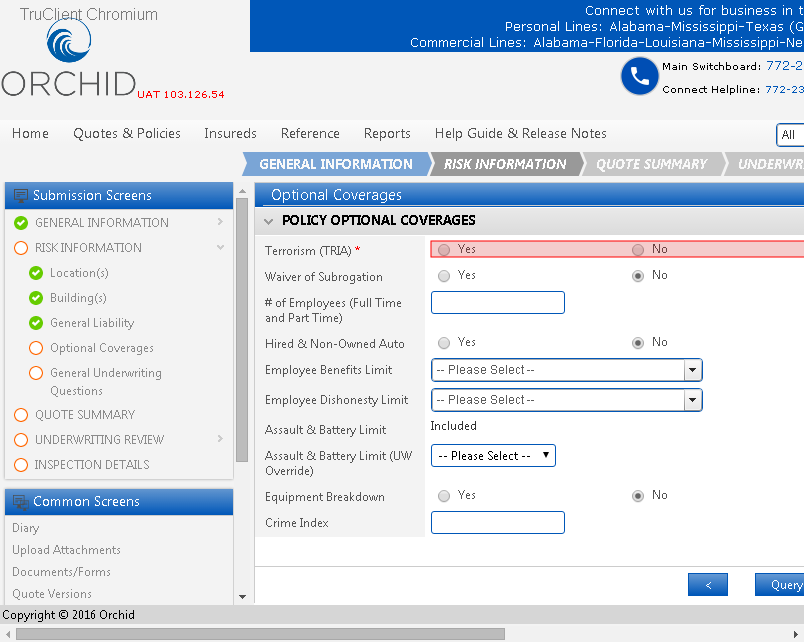 TruClient Chromium
ORCHID
UAT 103.126.54
Connect with us for business in t
Personal Lines: Alabama-Mississippi-Texas (G
Commercial Lines: Alabama-Florida-Louisiana-Mississippi-Ne
Main Switchboard: 772-2
Connect Helpline: 772-23
Home Quotes & Policies Insureds Reference Reports Help Guide & Release Notes All
GENERAL INFORMATION RISK INFORMATION QUOTE SUMMARY UNDERWR
Submission Screens
GENERAL INFORMATION
RISK INFORMATION
Location(s)
Building(s)
General Liability
Optional Coverages
General Underwriting
Questions
QUOTE SUMMARY
UNDERWRITING REVIEW
INSPECTION DETAILS
Common Screens
Diary
Upload Attachments
Documents/Forms
Quote Versions
Optional Coverages
POLICY OPTIONAL COVERAGES
Terrorism (TRIA) * Yes No
Waiver of Subrogation Yes No
# of Employees (Full Time
and Part Time)
Hired & Non-Owned Auto Yes No
Employee Benefits Limit -- Please Select --
Employee Dishonesty Limit -- Please Select --
Assault & Battery Limit Included
Assault & Battery Limit (UW
Override) -- Please Select --
Equipment Breakdown Yes No
Crime Index
< Query
Copyright © 2016 Orchid